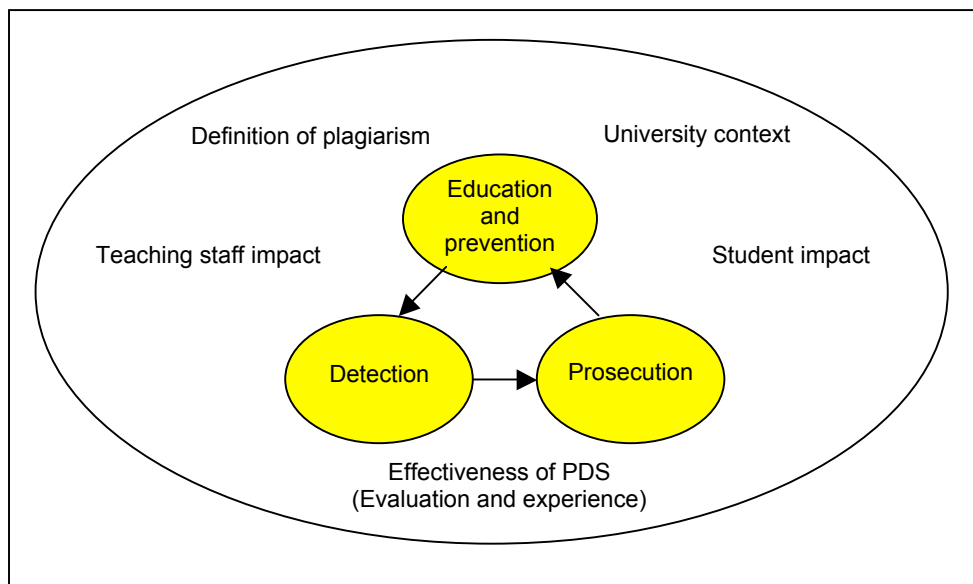 Definition of plagiarism
University context
Education
and
prevention
Teaching staff impact
Student impact
Detection
Prosecution
Effectiveness of PDS
(Evaluation and experience)